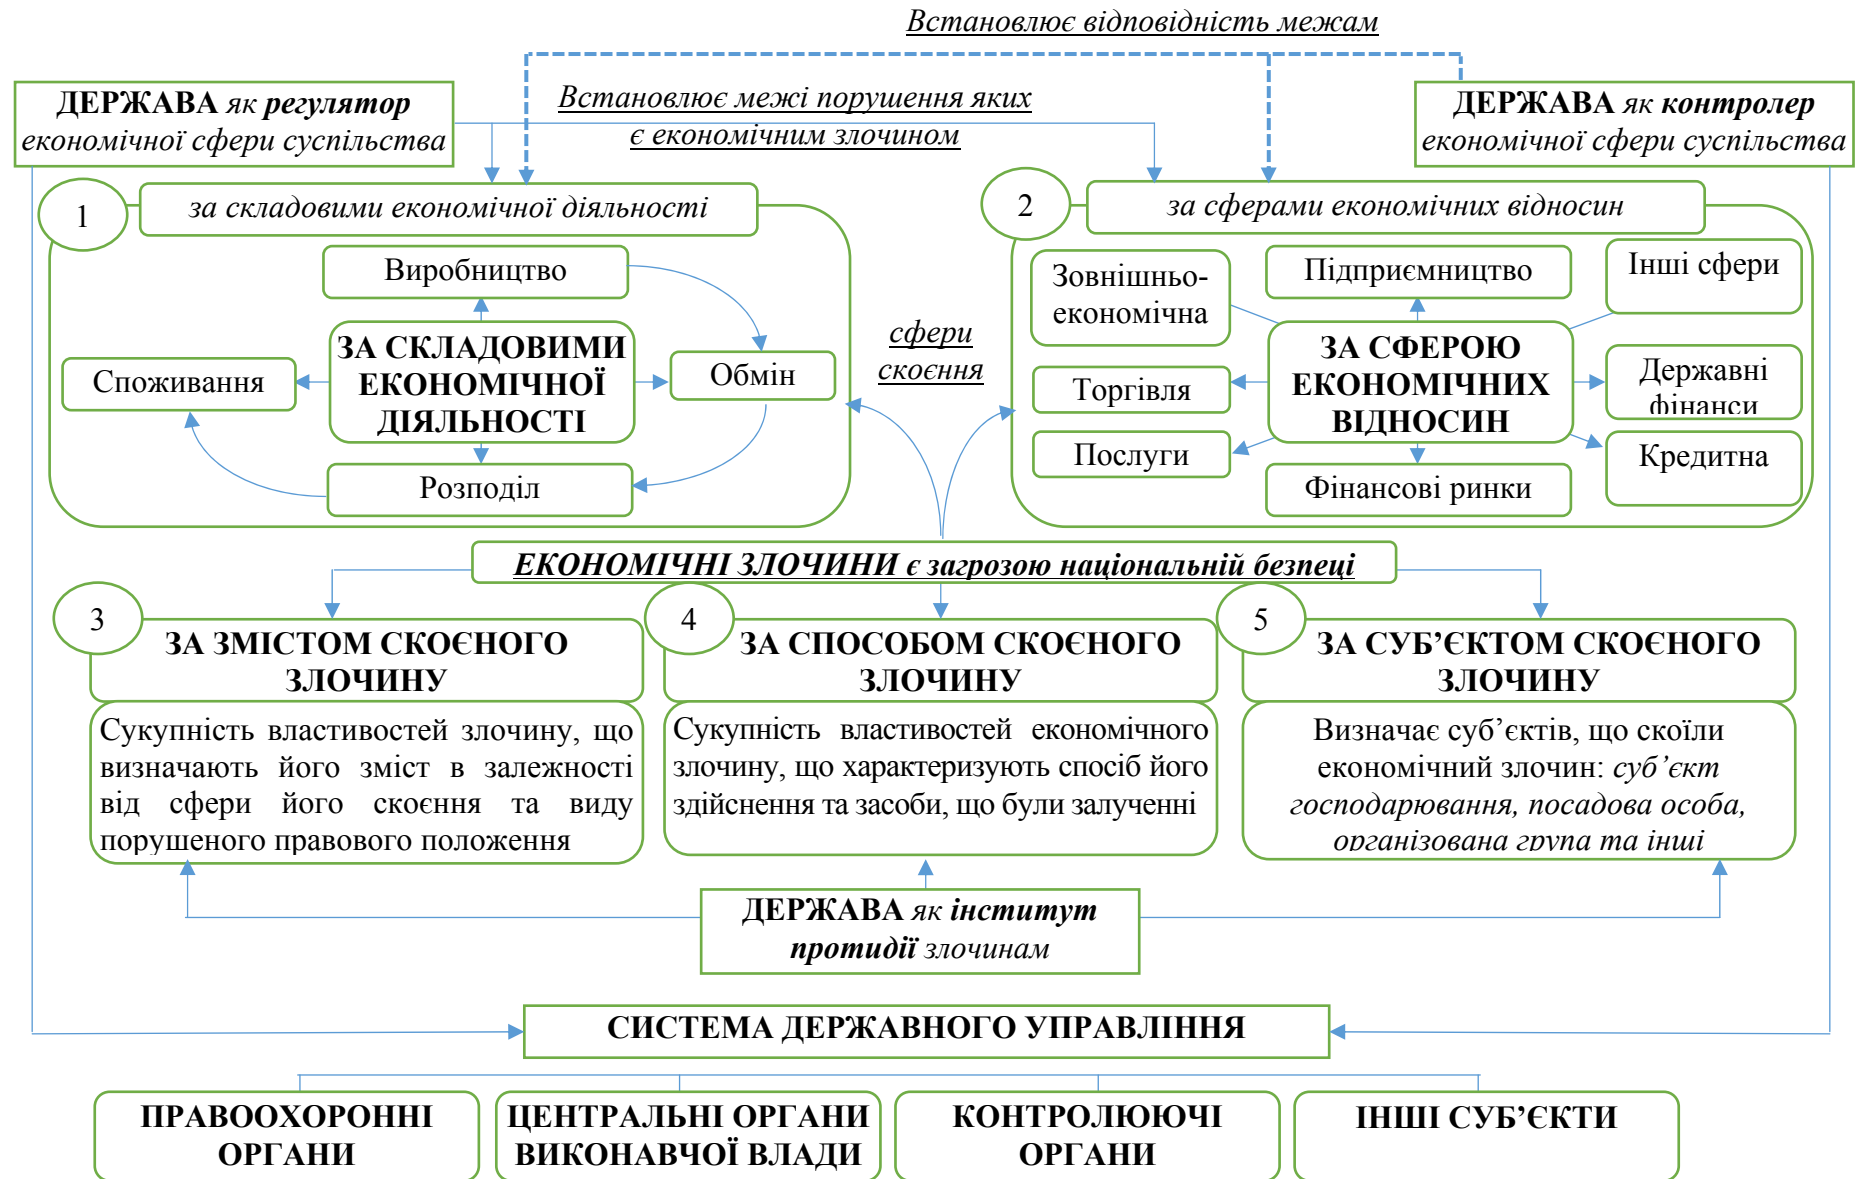 Встановлює відповідність межам
ДЕРЖАВА як регулятор
економічної сфери суспільства
Встановлює межі порушення яких
є економічним злочином
ДЕРЖАВА як контролер
економічної сфери суспільства
1
за складовими економічної діяльності
Виробництво
ЗА СКЛАДОВИМИ
ЕКОНОМІЧНОЇ
ДІЯЛЬНОСТІ
Споживання
Обмін
Розподіл
сфери
скоєння
2
за сферами економічних відносин
Зовнішньо-
економічна
Підприємництво
Інші сфери
Торгівля
ЗА СФЕРОЮ
ЕКОНОМІЧНИХ
ВІДНОСИН
Державні
фінанси
Послуги
Фінансові ринки
Кредитна
ЕКОНОМІЧНІ ЗЛОЧИНИ є загрозою національній безпеці
3
ЗА ЗМІСТОМ СКОЄНОГО
ЗЛОЧИНУ
Сукупність властивостей злочину, що
визначають його зміст в залежності
від сфери його скоєння та виду
порушеного правового положення
4
ЗА СПОСОБОМ СКОЄНОГО
ЗЛОЧИНУ
Сукупність властивостей економічного
злочину, що характеризують спосіб його
здійснення та засоби, що були залученні
5
ЗА СУБ’ЄКТОМ СКОЄНОГО
ЗЛОЧИНУ
Визначає суб’єктів, що скоїли
економічний злочин: суб’єкт
господарювання, посадова особа,
організована група та інші
ДЕРЖАВА як інститут
протидії злочинам
СИСТЕМА ДЕРЖАВНОГО УПРАВЛІННЯ
ПРАВООХОРОННІ
ОРГАНИ
ЦЕНТРАЛЬНІ ОРГАНИ
ВИКОНАВЧОЇ ВЛАДИ
КОНТРОЛЮЮЧІ
ОРГАНИ
ІНШІ СУБ’ЄКТИ